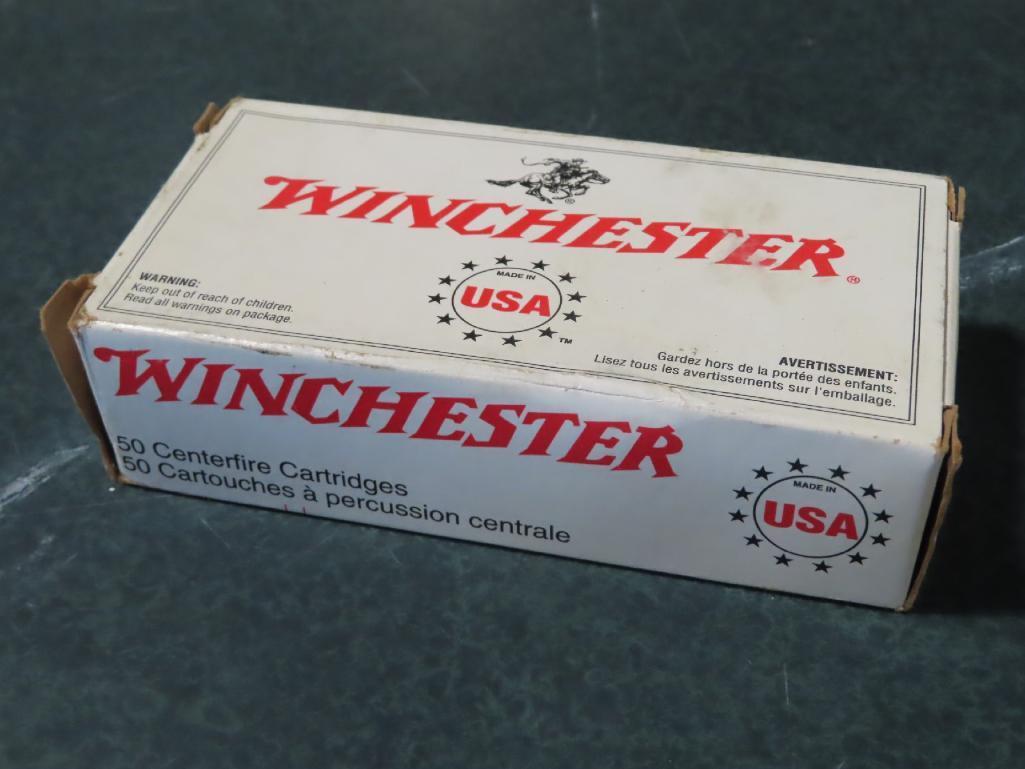 WINCHESTER®
MADE IN
USA
TM
WARNING:
Keep out of reach of children.
Read all warnings on package.
AVERTISSEMENT:
Gardez hors de la portée des enfants.
Lisez tous les avertissements sur l'emballage.
WINCHESTER
50 Centerfire Cartridges
50 Cartouches à percussion centrale
MADE IN
USA